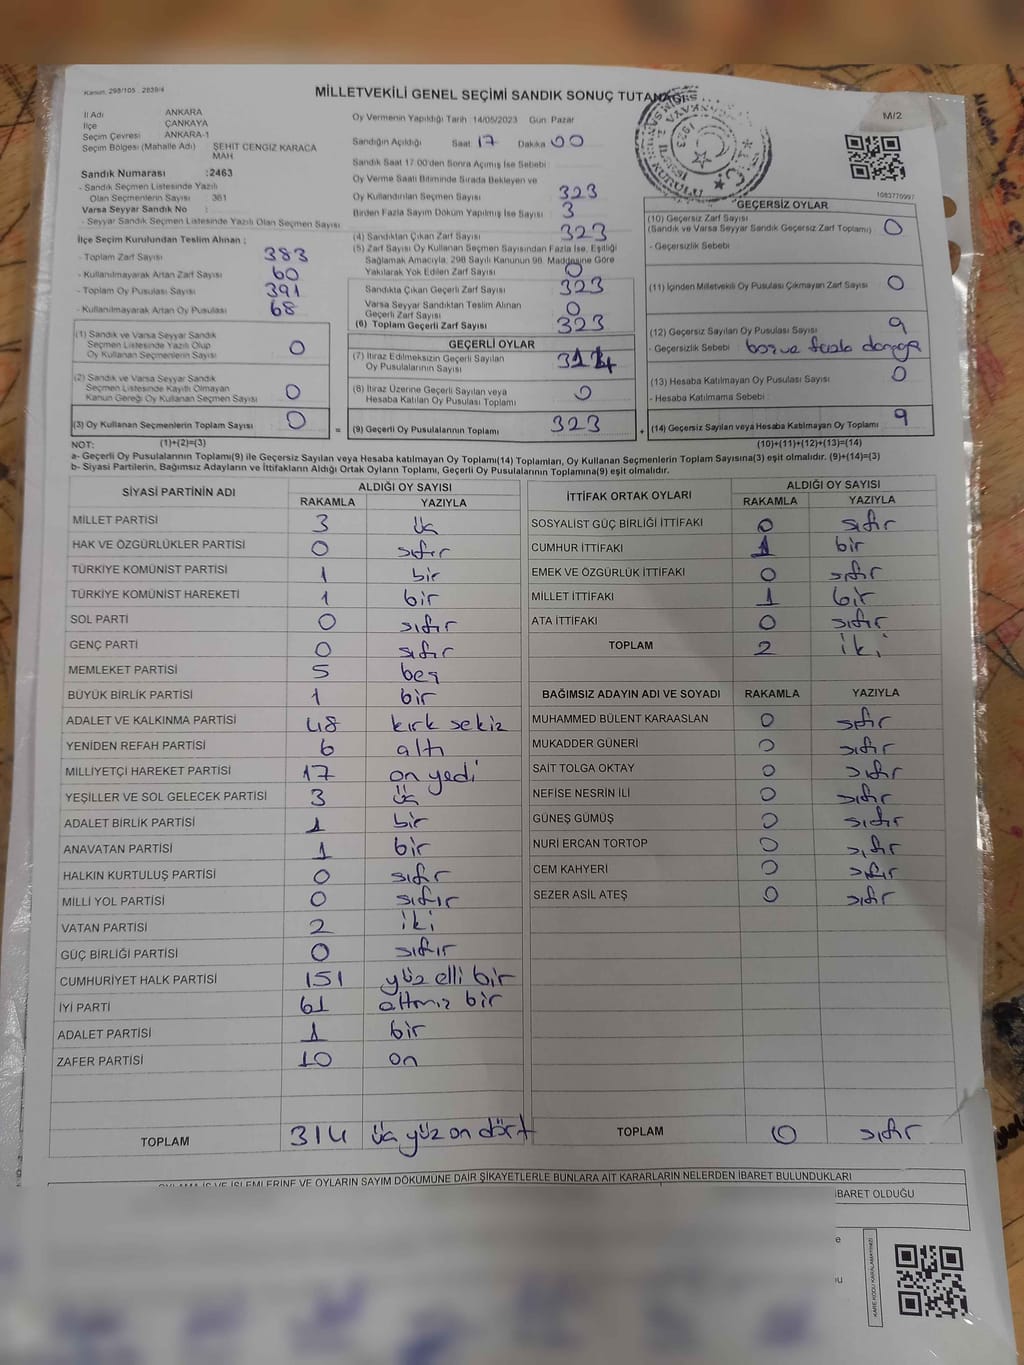 Kanun, 298/105 . 2839/4
MİLLETVEKİLİ GENEL SEÇİMİ SANDIK SONUÇ TUTANAĞI
M/2
İl Adı ANKARA
İlçe ÇANKAYA
Seçim Çevresi ANKARA-1
Seçim Bölgesi (Mahalle Adı) ŞEHİT CENGİZ KARACA MAH.
Sandık Numarası :2463
- Sandık Seçmen Listesinde Yazılı
Olan Seçmenlerin Sayısı : 361
Varsa Seyyar Sandık No :
- Seyyar Sandık Seçmen Listesinde Yazılı Olan Seçmen Sayısı
İlçe Seçim Kurulundan Teslim Alınan :
- Toplam Zarf Sayısı 383
- Kullanılmayarak Artan Zarf Sayısı 60
- Toplam Oy Pusulası Sayısı 391
- Kullanılmayarak Artan Oy Pusulası 68
Oy Vermenin Yapıldığı Tarih 14/05/2023 Gün Pazar
Sandığın Açıldığı Saat 17 Dakika 00
Sandık Saat 17.00'den Sonra Açımış İse Sebebi :
Oy Verme Saati Bitiminde Sırada Bekleyen ve
Oy Kullandırılan Seçmen Sayısı 323
Birden Fazla Sayım Döküm Yapılmış İse Sayısı 3
(4) Sandıktan Çıkan Zarf Sayısı 323
(5) Zarf Sayısı Oy Kullanan Seçmen Sayısından Fazla İse, Eşitliği
Sağlamak Amacıyla, 298 Sayılı Kanunun 98. Maddesine Göre
Yakılarak Yok Edilen Zarf Sayısı 0
Sandıkta Çıkan Geçerli Zarf Sayısı 323
Varsa Seyyar Sandıktan Teslim Alınan
Geçerli Zarf Sayısı 0
(6) Toplam Geçerli Zarf Sayısı 323
1083770997
GEÇERSİZ OYLAR
(10) Geçersiz Zarf Sayısı
(Sandık ve Varsa Seyyar Sandık Geçersiz Zarf Toplamı) 0
- Geçersizlik Sebebi
(11) İçinden Milletvekili Oy Pusulası Çıkmayan Zarf Sayısı 0
(12) Geçersiz Sayılan Oy Pusulası Sayısı 9
- Geçersizlik Sebebi :
(13) Hesaba Katılmayan Oy Pusulası Sayısı 0
- Hesaba Katılmama Sebebi
(14) Geçersiz Sayılan veya Hesaba Katılmayan Oy Toplamı 9
(1) Sandık ve Varsa Seyyar Sandık
Seçmen Listesinde Yazılı Olup
Oy Kullanan Seçmenlerin Sayısı 0
(2) Sandık ve Varsa Seyyar Sandık
Seçmen Listesinde Kayıtlı Olmayan
Kanun Gereği Oy Kullanan Seçmen Sayısı 0
(3) Oy Kullanan Seçmenlerin Toplam Sayısı 0
=
GEÇERLİ OYLAR
(7) İtiraz Edilmeksizin Geçerli Sayılan
Oy Pusulalarının Sayısı 314
(8) İtiraz Üzerine Geçerli Sayılan veya
Hesaba Katılan Oy Pusulası Toplamı 0
(9) Geçerli Oy Pusulalarının Toplamı 323
+
NOT: (1)+(2)=(3) (10)+(11)+(12)+(13)=(14)
a- Geçerli Oy Pusulalarının Toplamı(9) ile Geçersiz Sayılan veya Hesaba katılmayan Oy Pusulası Toplamı(14) Toplamları, Oy Kullanan Seçmenlerin Toplam Sayısına(3) eşit olmalıdır. (9)+(14)=(3)
b- Siyasi Partilerin, Bağımsız Adayların ve İttifakların Aldığı Ortak Oyların Toplamı, Geçerli Oy Pusulalarının Toplamına(9) eşit olmalıdır.
SİYASİ PARTİNİN ADI ALDIĞI OY SAYISI
RAKAMLA YAZIYLA
MİLLET PARTİSİ 3 üç
HAK VE ÖZGÜRLÜKLER PARTİSİ 0 sıfır
TÜRKİYE KOMÜNİST PARTİSİ 1 bir
TÜRKİYE KOMÜNİST HAREKETİ 1 bir
SOL PARTİ 0 sıfır
GENÇ PARTİ 0 sıfır
MEMLEKET PARTİSİ 5 beş
BÜYÜK BİRLİK PARTİSİ 1 bir
ADALET VE KALKINMA PARTİSİ 48 kırk sekiz
YENİDEN REFAH PARTİSİ 6 altı
MİLLİYETÇİ HAREKET PARTİSİ 17 on yedi
YEŞİLLER VE SOL GELECEK PARTİSİ 3 üç
ADALET BİRLİK PARTİSİ 1 bir
ANAVATAN PARTİSİ 1 bir
HALKIN KURTULUŞ PARTİSİ 0 sıfır
MİLLİ YOL PARTİSİ 0 sıfır
VATAN PARTİSİ 2 iki
GÜÇ BİRLİĞİ PARTİSİ 0 sıfır
CUMHURİYET HALK PARTİSİ 151 yüz elli bir
İYİ PARTİ 61 altmış bir
ADALET PARTİSİ 1 bir
ZAFER PARTİSİ 10 on
TOPLAM 314 üç yüz on dört
İTTİFAK ORTAK OYLARI ALDIĞI OY SAYISI
RAKAMLA YAZIYLA
SOSYALİST GÜÇ BİRLİĞİ İTTİFAKI 0 sıfır
CUMHUR İTTİFAKI 1 bir
EMEK VE ÖZGÜRLÜK İTTİFAKI 0 sıfır
MİLLET İTTİFAKI 1 bir
ATA İTTİFAKI 0 sıfır
TOPLAM 2 iki
BAĞIMSIZ ADAYIN ADI VE SOYADI RAKAMLA YAZIYLA
MUHAMMED BÜLENT KARAASLAN 0 sıfır
MUKADDER GÜNERİ 0 sıfır
SAİT TOLGA OKTAY 0 sıfır
NEFİSE NESRİN İLİ 0 sıfır
GÜNEŞ GÜMÜŞ 0 sıfır
NURİ ERCAN TORTOP 0 sıfır
CEM KAHYERİ 0 sıfır
SEZER ASİL ATEŞ 0 sıfır
TOPLAM 0 sıfır
OYLAMA İŞ VE İŞLEMLERİNE VE OYLARIN SAYIM DÖKÜMÜNE DAİR ŞİKAYETLERLE BUNLARA AİT KARARLARIN NELERDEN İBARET BULUNDUKLARI
İBARET OLDUĞU
KARE KODU KARALAMAYINIZ!